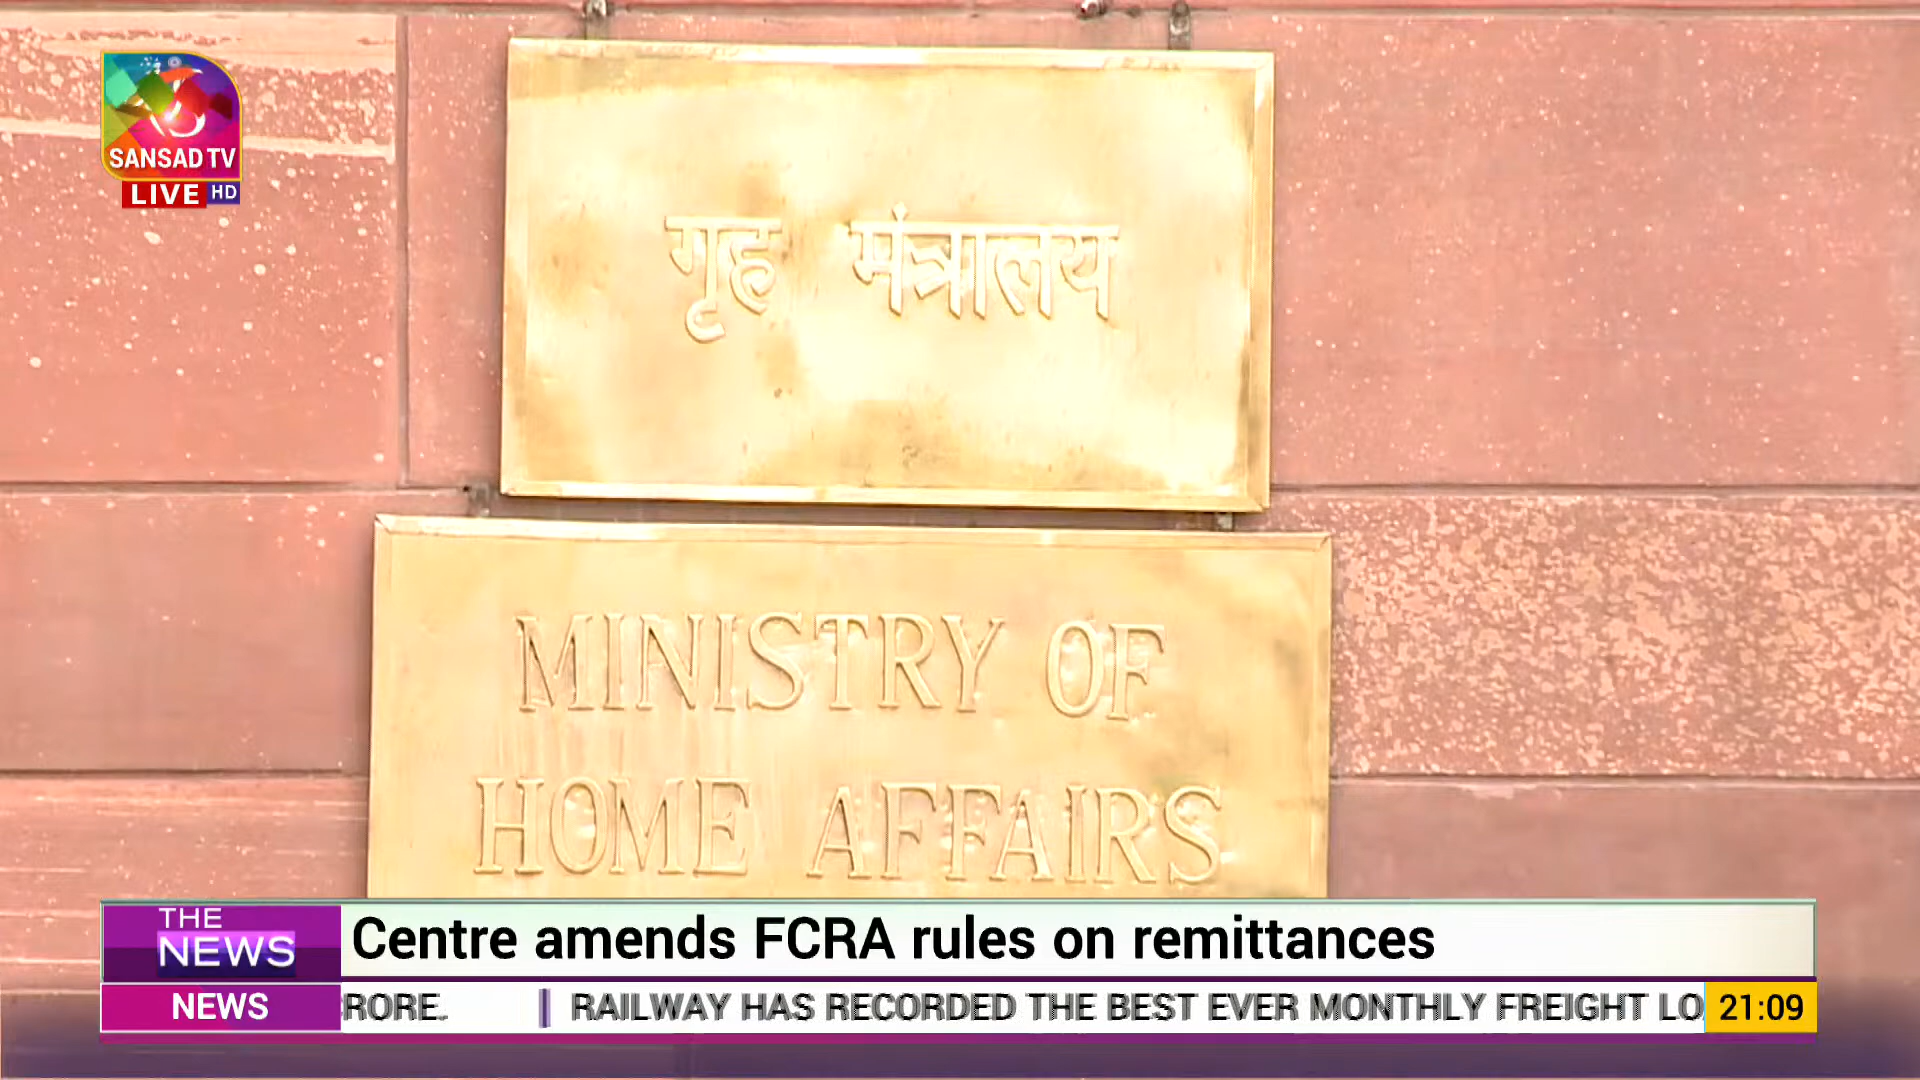 SANSAD TV
LIVE HD
गृह मंत्रालय
MINISTRY OF
HOME AFFAIRS
THE NEWS
Centre amends FCRA rules on remittances
NEWS
CRORE. | RAILWAY HAS RECORDED THE BEST EVER MONTHLY FREIGHT LO
21:09